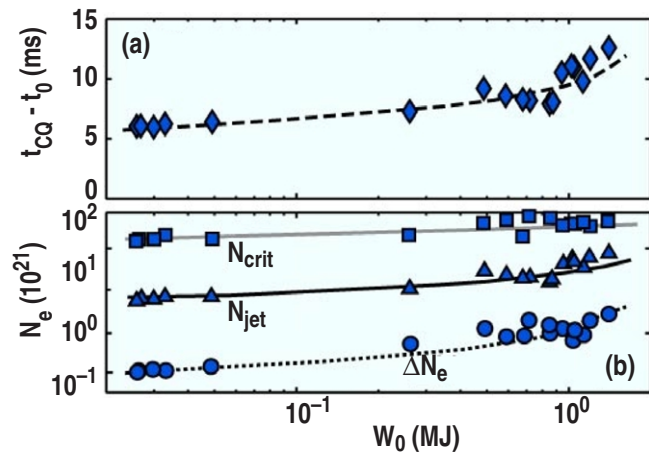 (a)
t_CQ - t_0 (ms)
15
10
5
0
N_e (10^21)
10^2
10^1
10^0
10^-1
N_crit
N_jet
ΔN_e
(b)
10^-1
10^0
W_0 (MJ)